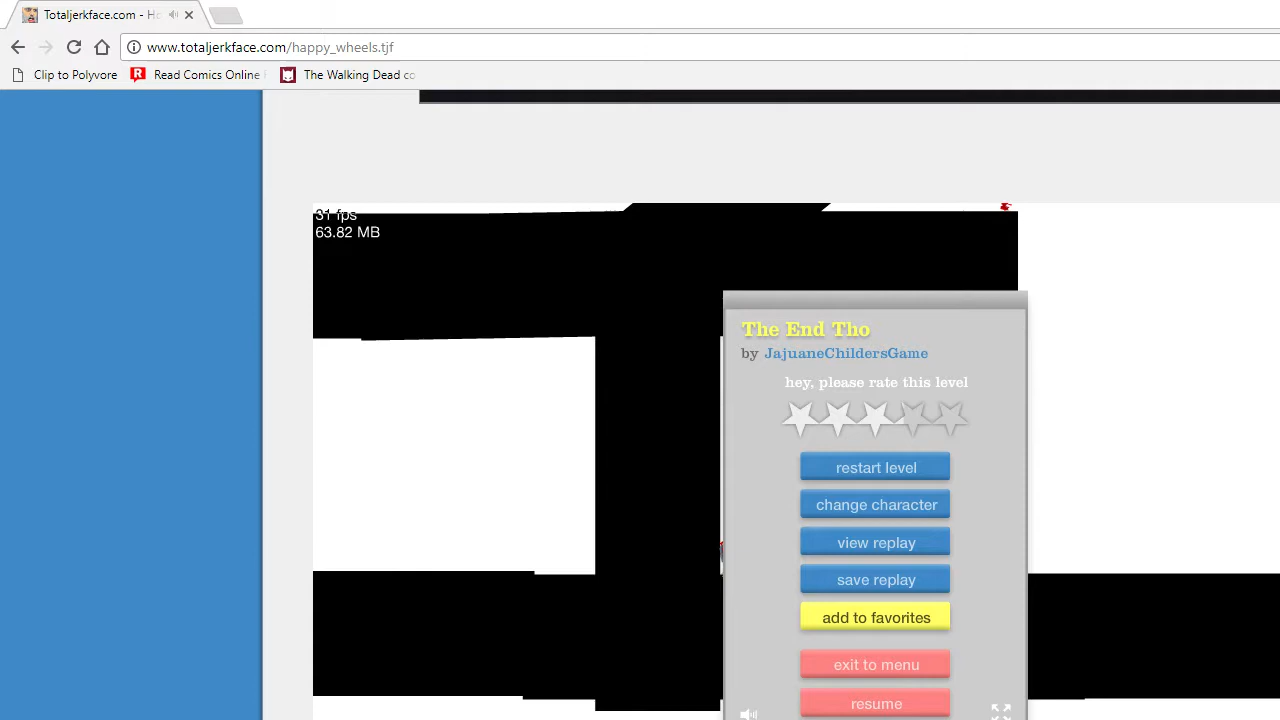 Totaljerkface.com - Ho
www.totaljerkface.com/happy_wheels.tjf
Clip to Polyvore
R
Read Comics Online F
The Walking Dead co
31 fps
63.82 MB
The End Tho
by JajuaneChildersGame
hey, please rate this level
restart level
change character
view replay
save replay
add to favorites
exit to menu
resume